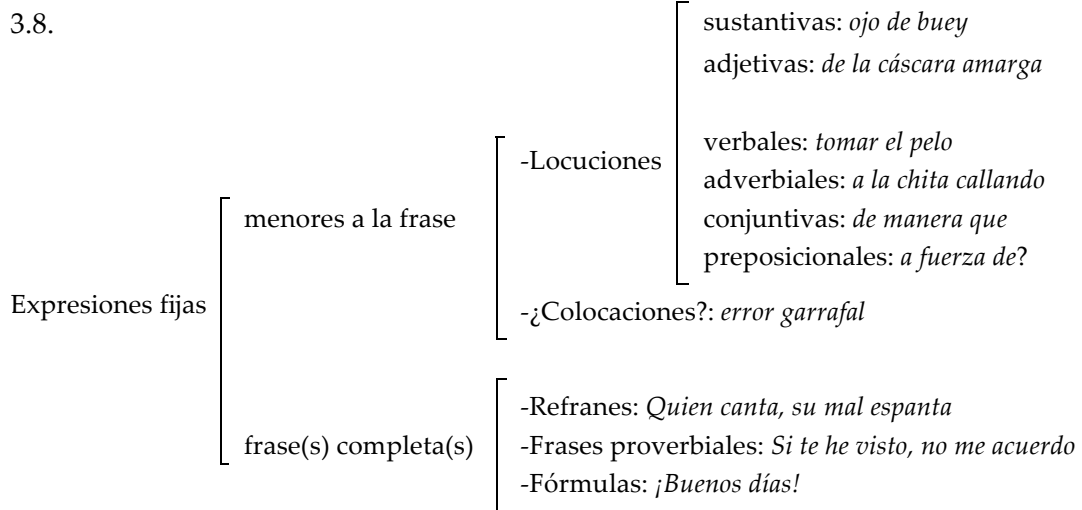 3.8.
sustantivas: ojo de buey
adjetivas: de la cáscara amarga
-Locuciones
verbales: tomar el pelo
adverbiales: a la chita callando
menores a la frase
conjuntivas: de manera que
preposicionales: a fuerza de?
Expresiones fijas
-¿Colocaciones?: error garrafal
-Refranes: Quien canta, su mal espanta
frase(s) completa(s)
-Frases proverbiales: Si te he visto, no me acuerdo
-Fórmulas: ¡Buenos días!